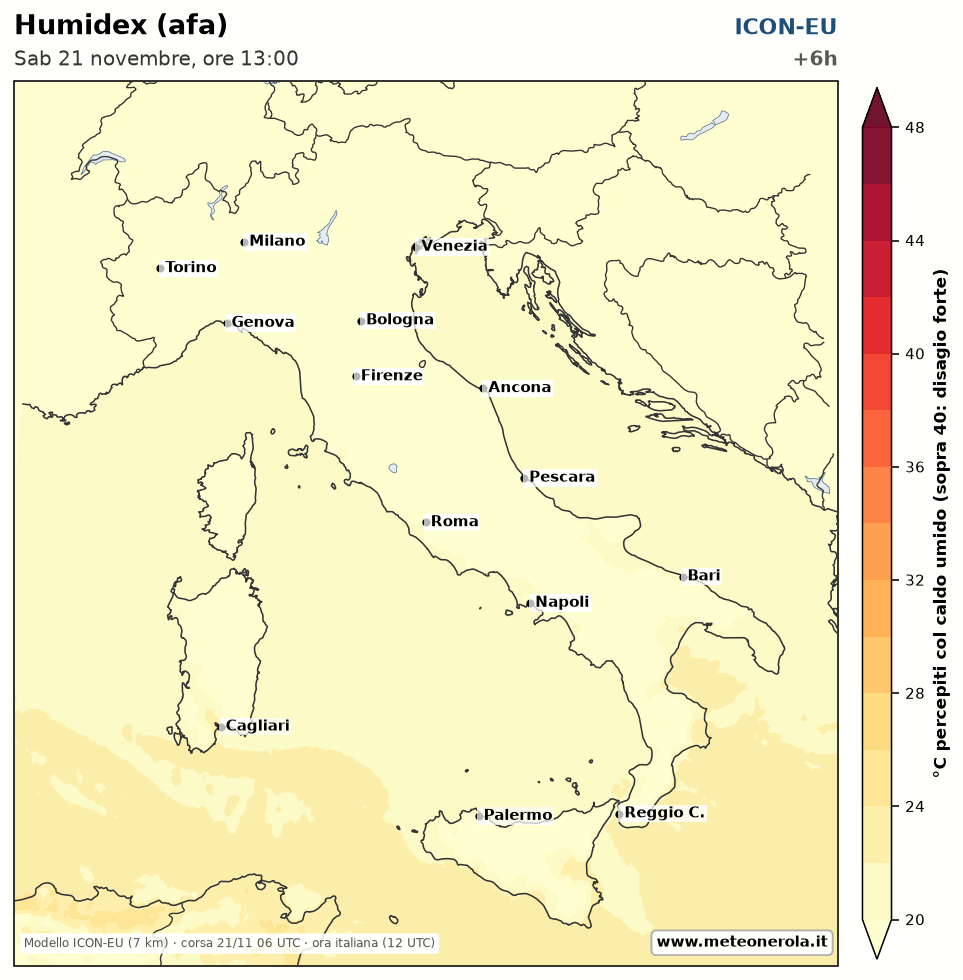 Humidex (afa)
ICON-EU
Sab 21 novembre, ore 13:00
+6h
Milano
Venezia
Torino
Genova
Bologna
Firenze
Ancona
Pescara
Roma
Bari
Napoli
Cagliari
Palermo
Reggio C.
48
44
40
36
32
28
24
20
°C percepiti col caldo umido (sopra 40: disagio forte)
Modello ICON-EU (7 km) · corsa 21/11 06 UTC · ora italiana (12 UTC)
www.meteonerola.it